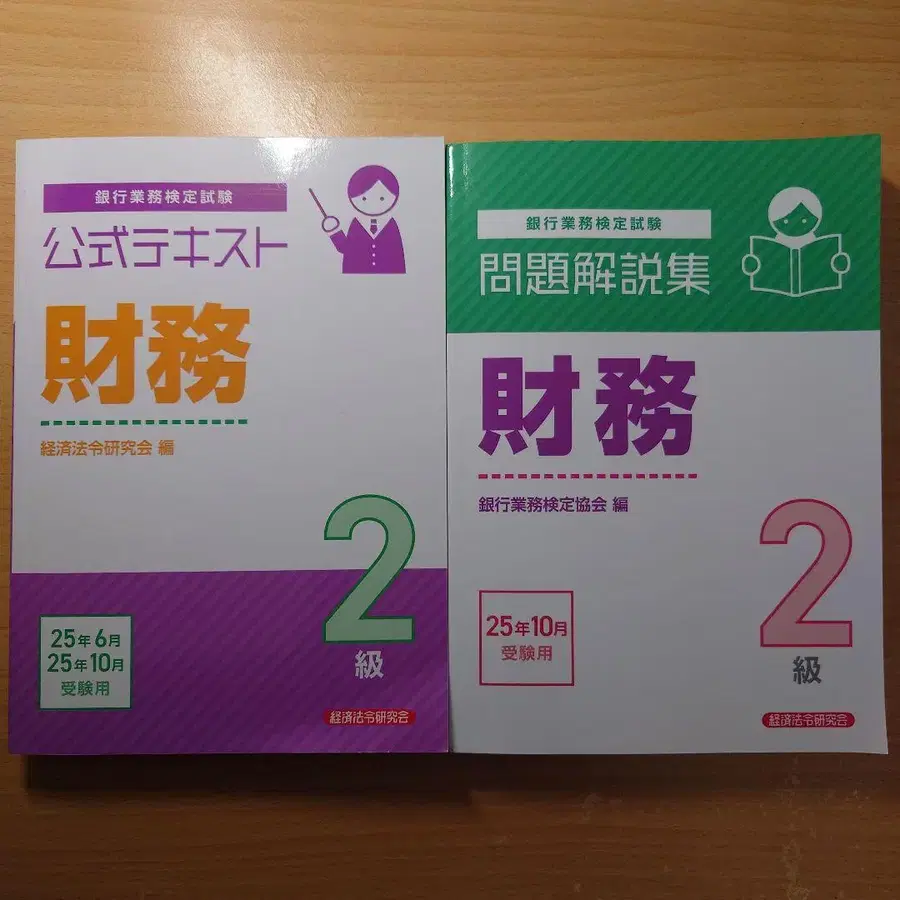 銀行業務検定試験
公式テキスト
財務
経済法令研究会 編
2
級
25年6月
25年10月
受験用
経済法令研究会
銀行業務検定試験
問題解説集
財務
銀行業務検定協会 編
2
級
25年10月
受験用
経済法令研究会